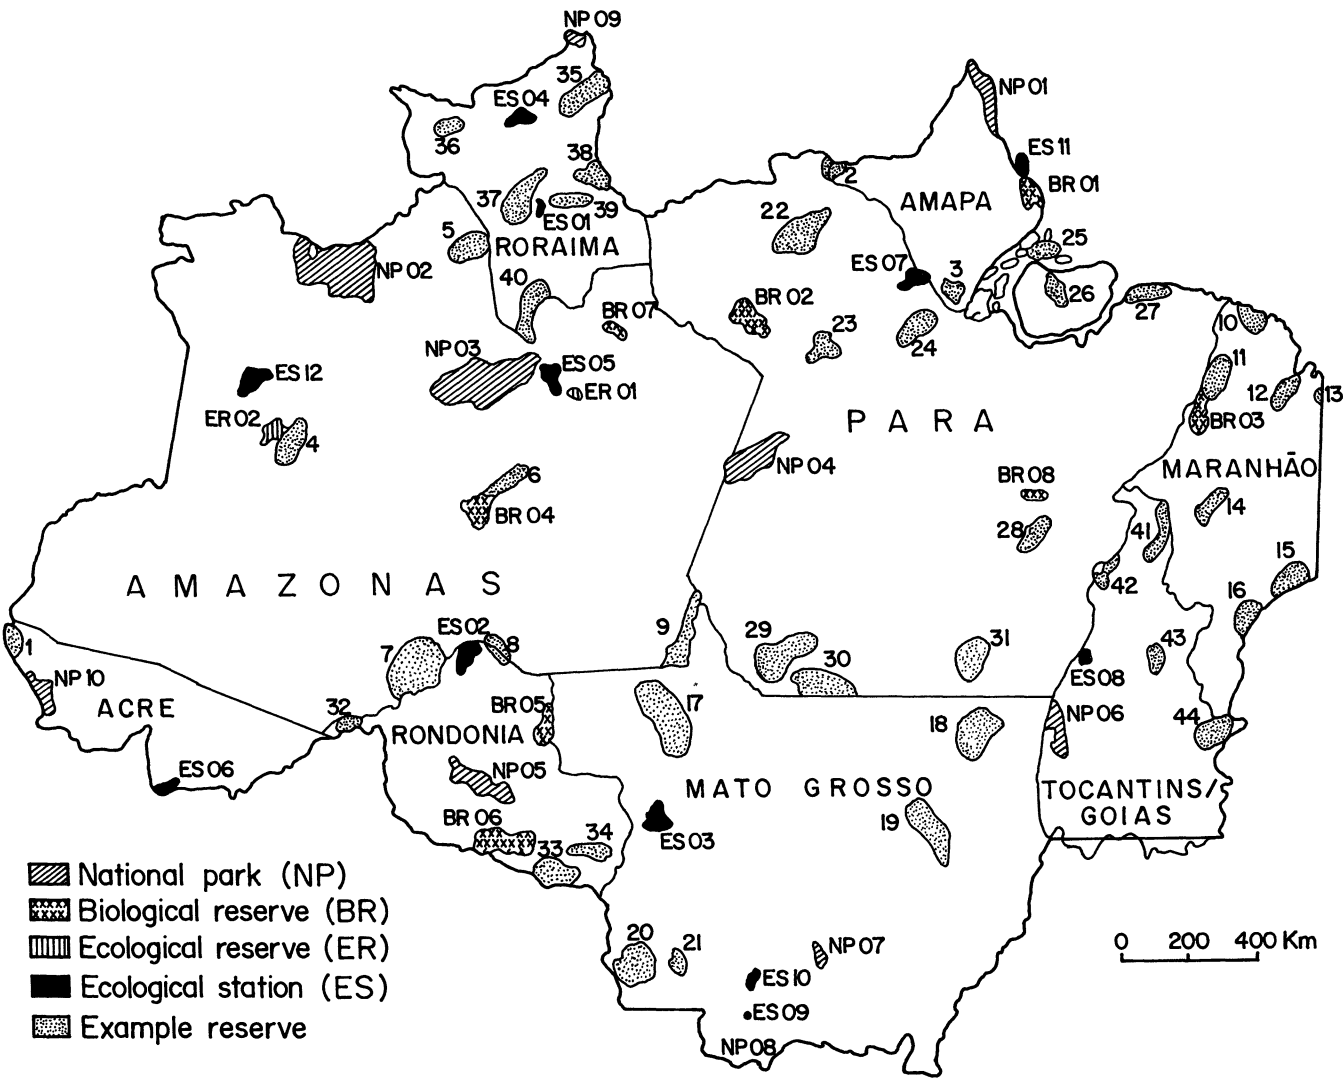 NP 09
35
ES 04
36
38
37
39
ES 01
5
RORAIMA
40
NP 02
BR 07
NP 03
ES 05
ER 01
ES 12
ER 02
4
6
BR 04
NP 01
ES 11
2
BR 01
AMAPA
22
25
ES 07
3
26
27
BR 02
23
24
10
11
12
13
BR 03
PARA
NP 04
MARANHÃO
BR 08
14
28
41
15
42
16
AMAZONAS
1
7
ES 02
8
9
29
30
31
43
ES 08
NP 10
ACRE
32
BR 05
RONDONIA
17
18
NP 06
44
ES 06
NP 05
MATO GROSSO
TOCANTINS/
GOIAS
BR 06
34
33
ES 03
19
20
21
NP 07
ES 10
ES 09
NP 08
National park (NP)
Biological reserve (BR)
Ecological reserve (ER)
Ecological station (ES)
Example reserve
0 200 400 Km